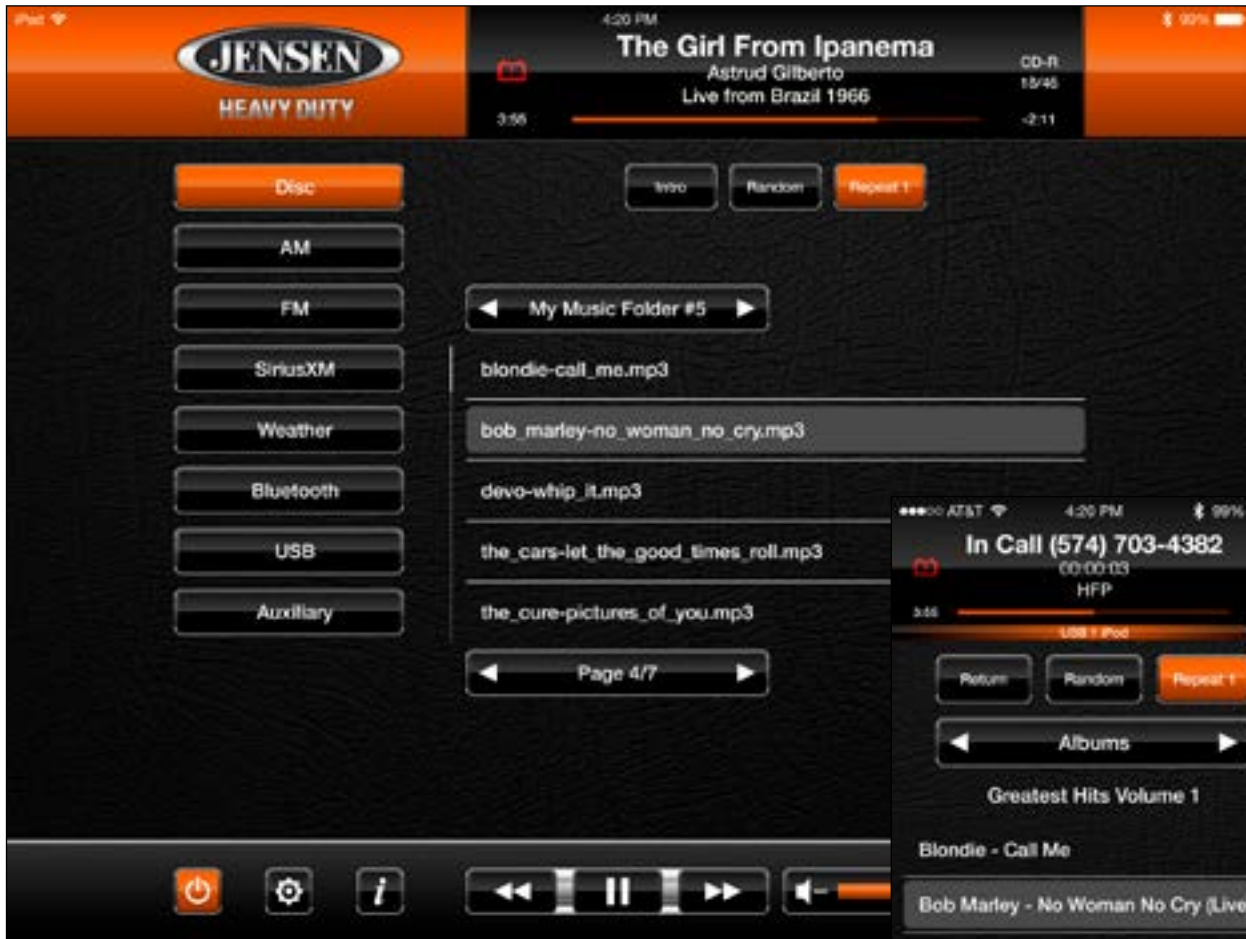 iPad
4:20 PM
99%
JENSEN
HEAVY DUTY
The Girl From Ipanema
Astrud Gilberto
Live from Brazil 1966
CD-R
3:55
-2:11
Disc
Intro
Random
Repeat 1
AM
FM
My Music Folder #5
SiriusXM
blondie-call_me.mp3
Weather
bob_marley-no_woman_no_cry.mp3
Bluetooth
devo-whip_it.mp3
USB
the_cars-let_the_good_times_roll.mp3
Auxiliary
the_cure-pictures_of_you.mp3
Page 4/7
i
AT&T
4:20 PM
99%
In Call (574) 703-4382
00:00:03
HFP
3:55
USB 1 iPod
Return
Random
Repeat 1
Albums
Greatest Hits Volume 1
Blondie - Call Me
Bob Marley - No Woman No Cry (Live